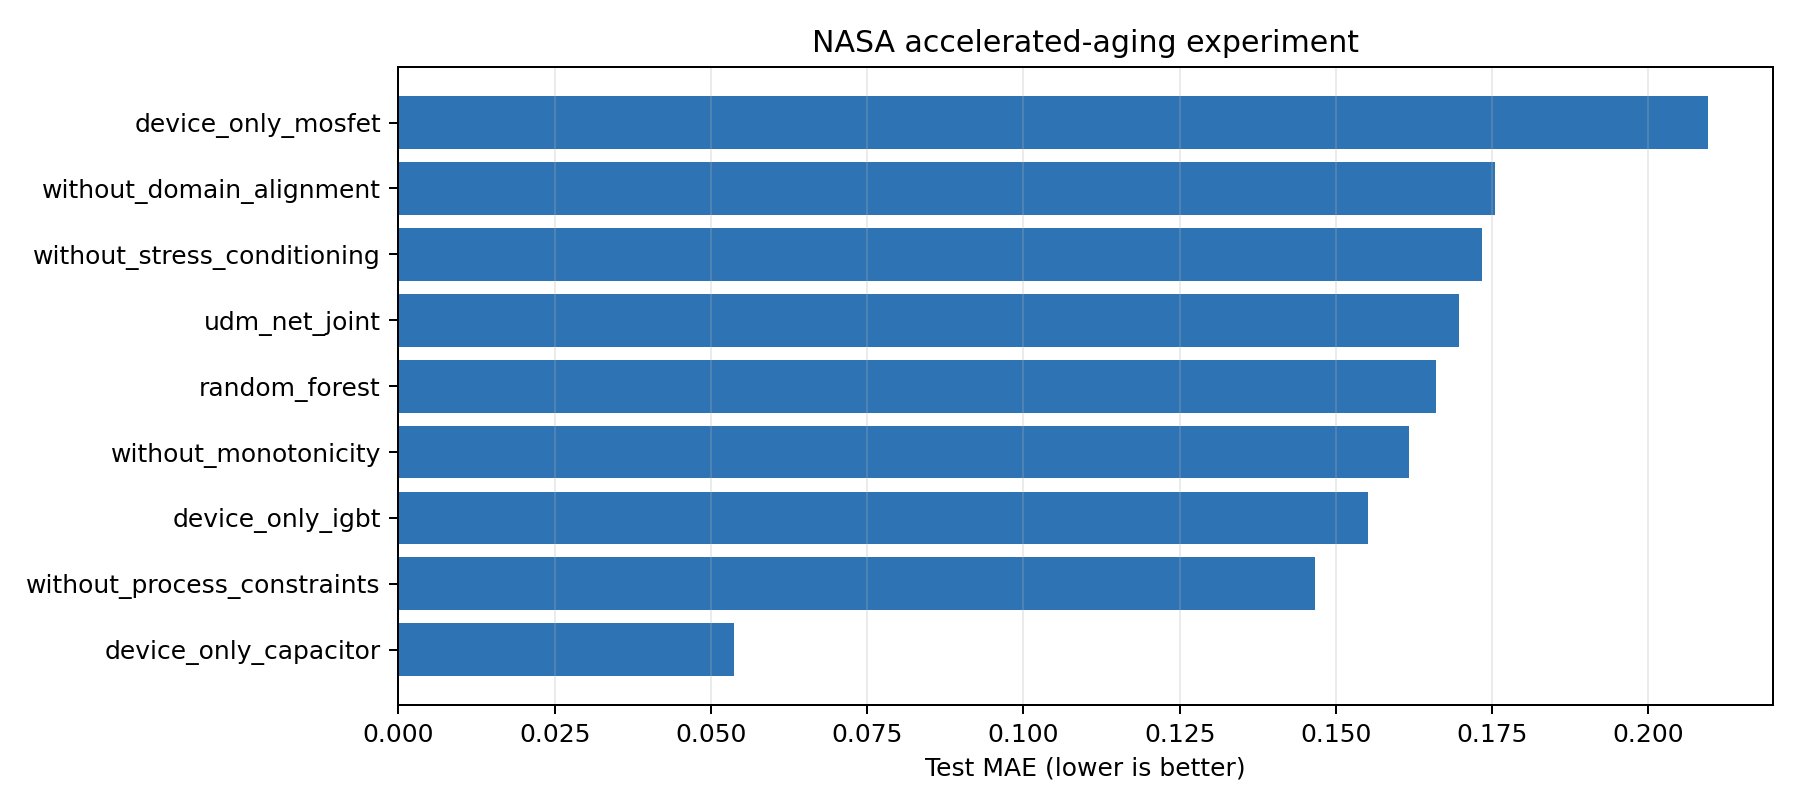 NASA accelerated-aging experiment
device_only_mosfet
without_domain_alignment
without_stress_conditioning
udm_net_joint
random_forest
without_monotonicity
device_only_igbt
without_process_constraints
device_only_capacitor
0.000 0.025 0.050 0.075 0.100 0.125 0.150 0.175 0.200
Test MAE (lower is better)